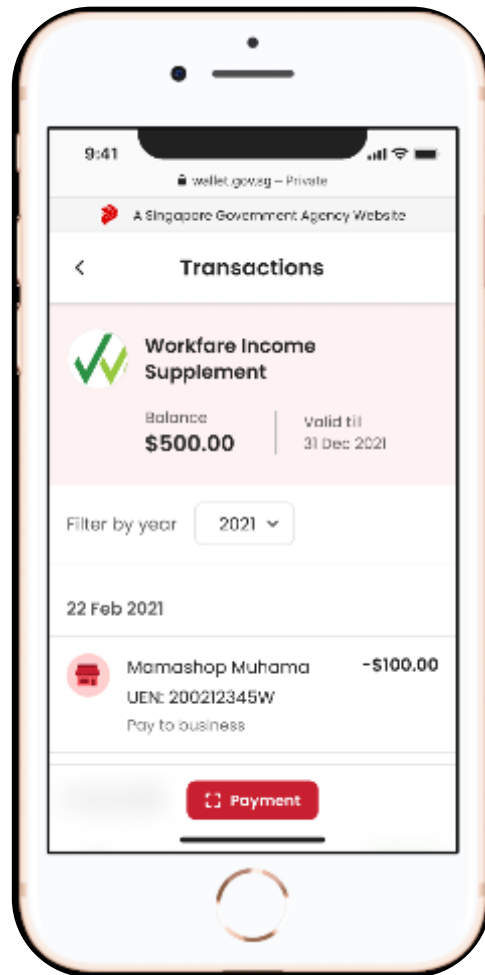 9:41
wallet.gov.sg – Private
A Singapore Government Agency Website
Transactions
Workfare Income
Supplement
Balance
$500.00
Valid til
31 Dec 2021
Filter by year
2021
22 Feb 2021
Mamashop Muhama
-$100.00
UEN: 200212345W
Pay to business
Payment